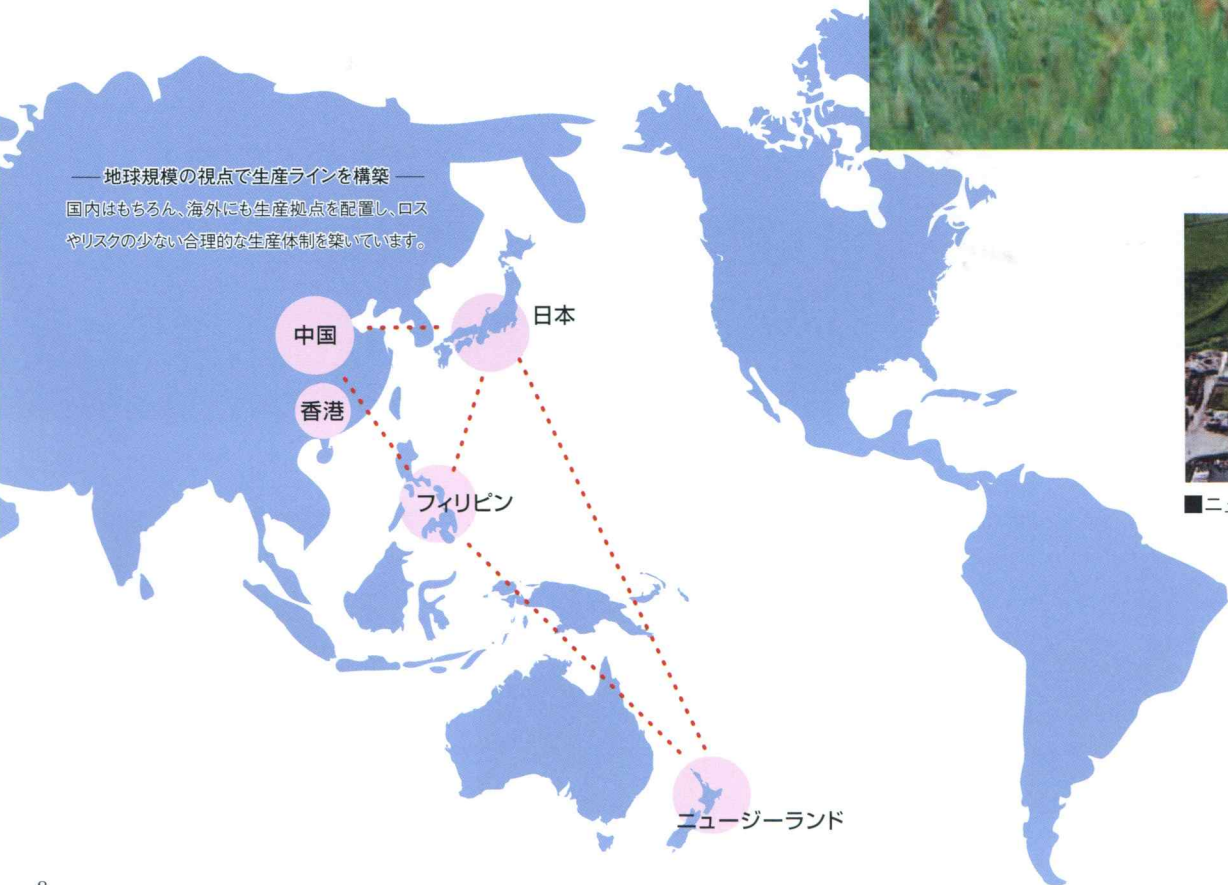 ── 地球規模の視点で生産ラインを構築 ──
国内はもちろん、海外にも生産拠点を配置し、ロス
やリスクの少ない合理的な生産体制を築いています。
日本
中国
香港
フィリピン
■ニュ
ニュージーランド